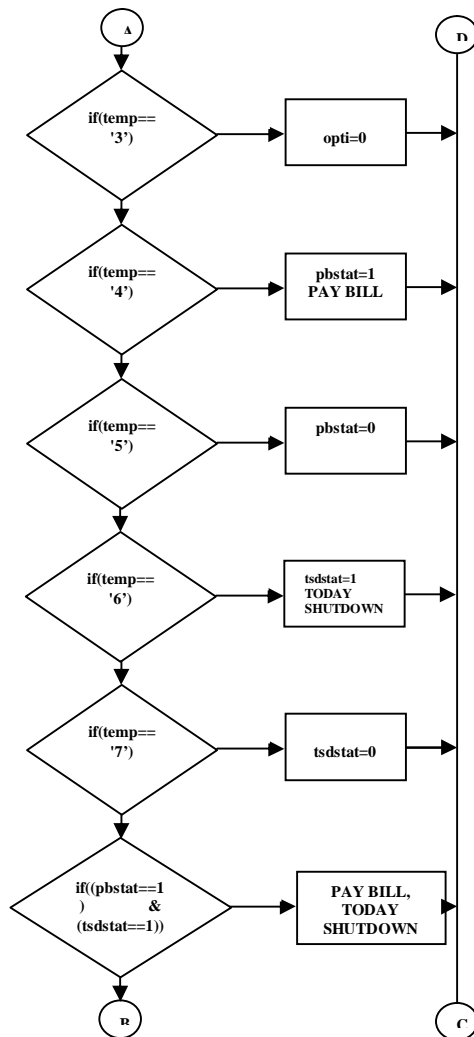 A
D
if(temp==
'3')
opti=0
if(temp==
'4')
pbstat=1
PAY BILL
if(temp==
'5')
pbstat=0
if(temp==
'6')
tsdstat=1
TODAY
SHUTDOWN
if(temp==
'7')
tsdstat=0
if((pbstat==1
) &
(tsdstat==1))
PAY BILL,
TODAY
SHUTDOWN
B
C